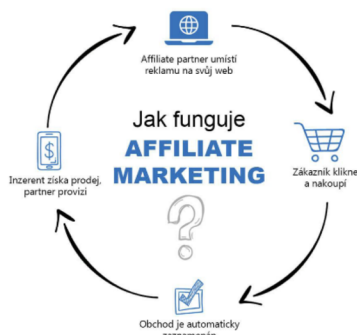 Affiliate partner umístí
reklamu na svůj web
Jak funguje
AFFILIATE
MARKETING
Inzerent získa prodej,
partner provizi
Zákazník klikne
a nakoupí
Obchod je automaticky